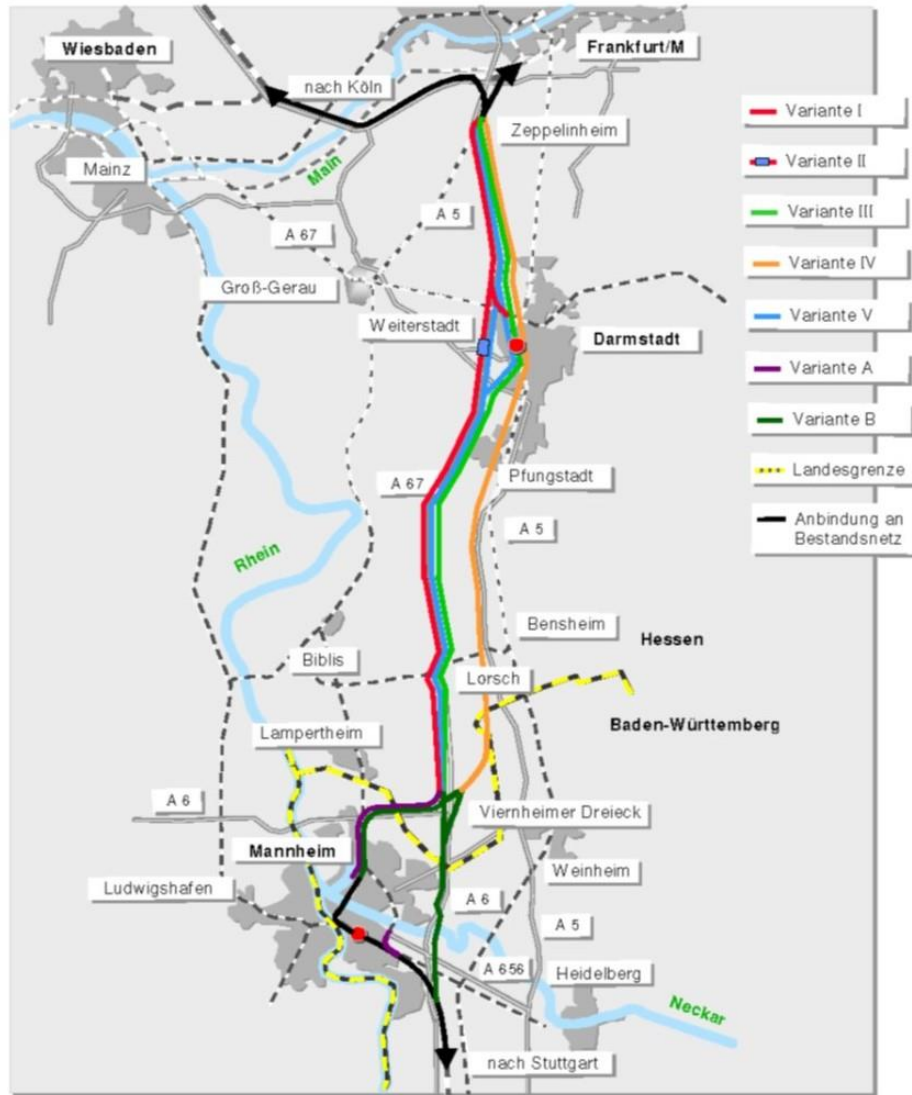 Wiesbaden
Frankfurt/M
nach Köln
Zeppelinheim
Mainz
Main
A 5
A 67
Groß-Gerau
Weiterstadt
Darmstadt
A 67
Pfungstadt
A 5
Rhein
Bensheim
Hessen
Biblis
Lorsch
Baden-Württemberg
Lampertheim
A 6
Viernheimer Dreieck
Mannheim
Weinheim
Ludwigshafen
A 6
A 5
A 656
Heidelberg
Neckar
nach Stuttgart
Variante I
Variante II
Variante III
Variante IV
Variante V
Variante A
Variante B
Landesgrenze
Anbindung an
Bestandsnetz